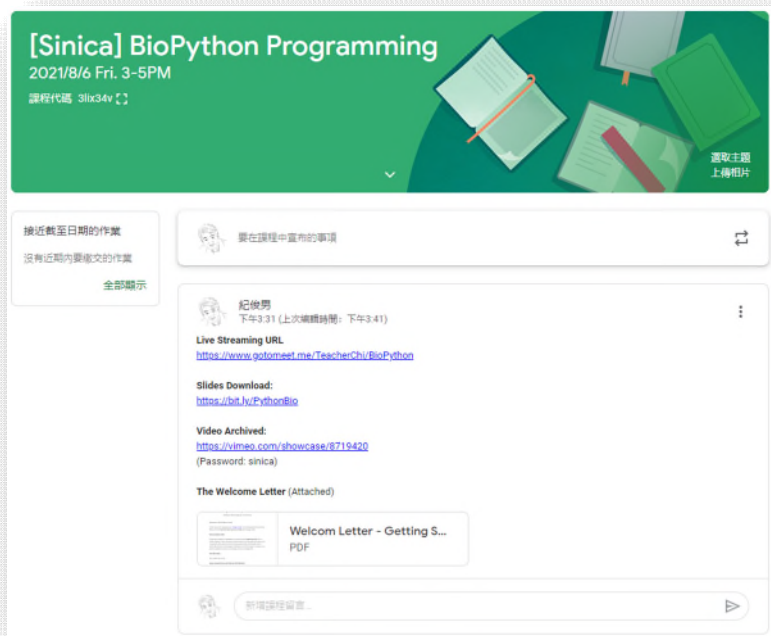 [Sinica] BioPython Programming
2021/8/6 Fri. 3-5PM
課程代碼 3lix34v
選取主題
上傳相片
接近截至日期的作業
沒有近期內要繳交的作業
全部顯示
要在課程中宣布的事項
紀俊男
下午3:31 (上次編輯時間：下午3:41)
Live Streaming URL
https://www.gotomeet.me/TeacherChi/BioPython
Slides Download:
https://bit.ly/PythonBio
Video Archived:
https://vimeo.com/showcase/8719420
(Password: sinica)
The Welcome Letter (Attached)
Welcom Letter - Getting S...
PDF
新增課程留言...